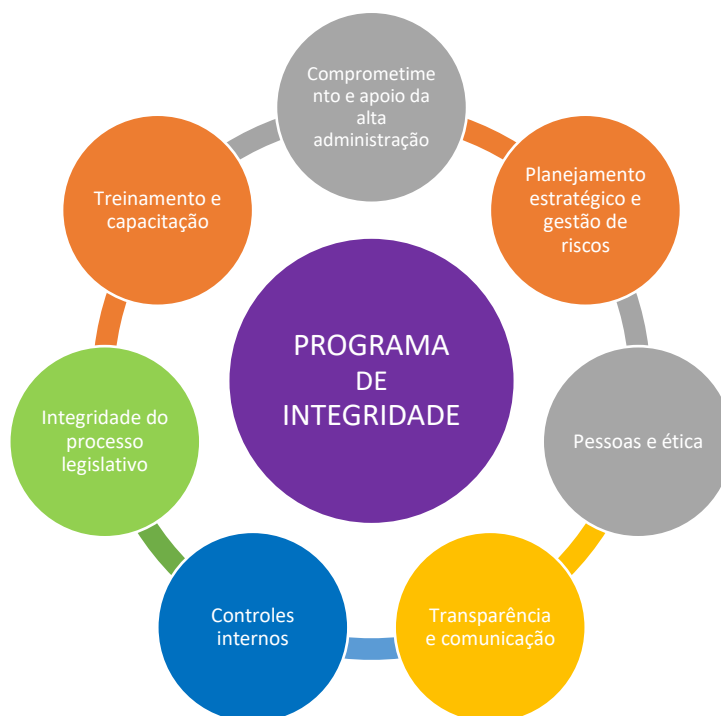 Comprometime
nto e apoio da
alta
administração
Planejamento
estratégico e
gestão de
riscos
Pessoas e ética
Transparência
e comunicação
Controles
internos
Integridade do
processo
legislativo
Treinamento e
capacitação
PROGRAMA
DE
INTEGRIDADE